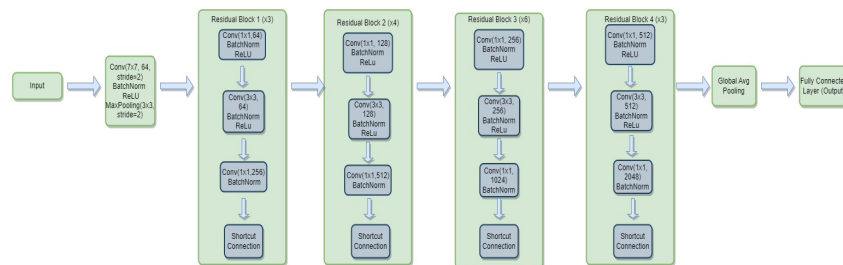 Input
Conv(7x7, 64,
stride=2)
BatchNorm
ReLU
MaxPooling(3x3,
stride=2)
Residual Block 1 (x3)
Conv(1x1,64)
BatchNorm
ReLU
Conv(3x3,
64)
BatchNorm
ReLU
Conv(1x1,256)
BatchNorm
Shortcut
Connection
Residual Block 2 (x4)
Conv(1x1, 128)
BatchNorm
ReLu
Conv(3x3,
128)
BatchNorm
ReLu
Conv(1x1,512)
BatchNorm
Shortcut
Connection
Residual Block 3 (x6)
Conv(1x1, 256)
BatchNorm
ReLu
Conv(3x3,
256)
BatchNorm
ReLu
Conv(1x1,
1024)
BatchNorm
Shortcut
Connection
Residual Block 4 (x3)
Conv(1x1, 512)
BatchNorm
ReLU
Conv(3x3,
512)
BatchNorm
ReLu
Conv(1x1,
2048)
BatchNorm
Shortcut
Connection
Global Avg
Pooling
Fully Connecte
Layer (Output